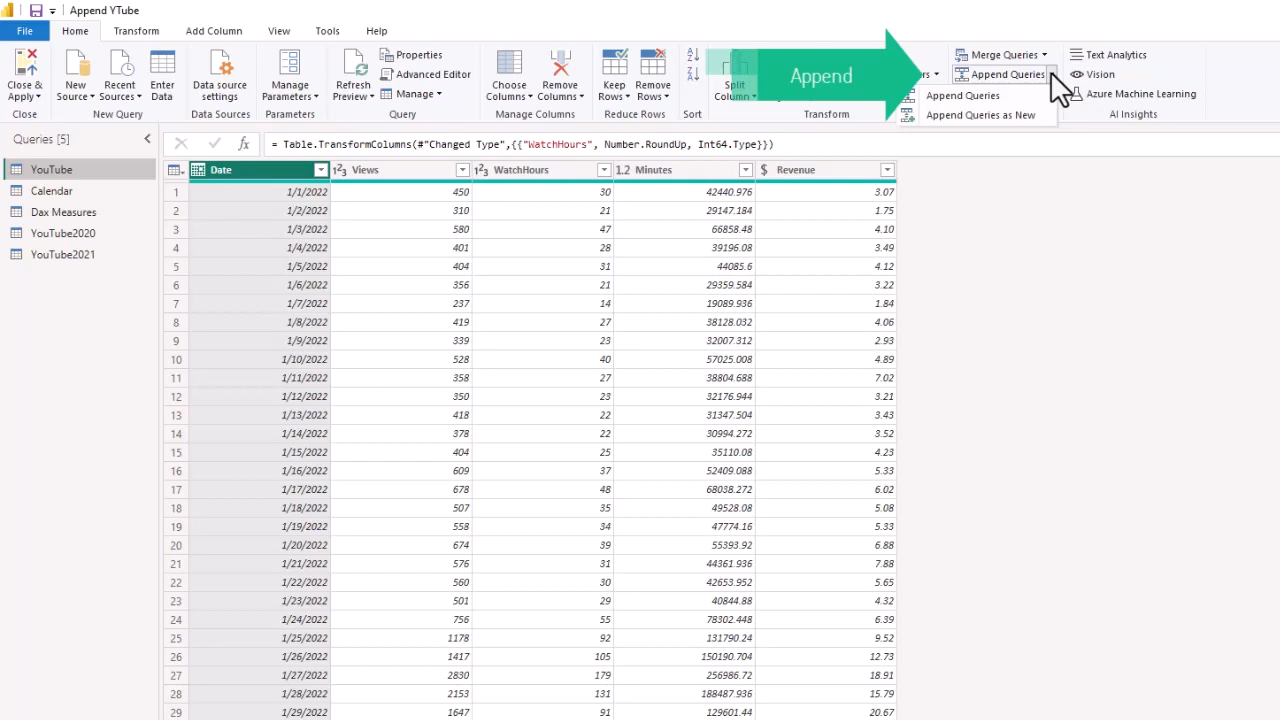 Append YTube
File Home Transform Add Column View Tools Help
Close & Apply
New Source
Recent Sources
Enter Data
Data source settings
Manage Parameters
Refresh Preview
Properties
Advanced Editor
Manage
Choose Columns
Remove Columns
Keep Rows
Remove Rows
Split Column
Append
Merge Queries
Append Queries
Append Queries
Append Queries as New
Text Analytics
Vision
Azure Machine Learning
Close New Query Data Sources Parameters Query Manage Columns Reduce Rows Sort Transform AI Insights
Queries [5]
= Table.TransformColumns(#"Changed Type",{{"WatchHours", Number.RoundUp, Int64.Type}})
YouTube
Calendar
Dax Measures
YouTube2020
YouTube2021
Date 1²3 Views 1²3 WatchHours 1.2 Minutes $ Revenue
1 1/1/2022 450 30 42440.976 3.07
2 1/2/2022 310 21 29147.184 1.75
3 1/3/2022 580 47 66858.48 4.10
4 1/4/2022 401 28 39196.08 3.49
5 1/5/2022 404 31 44085.6 4.12
6 1/6/2022 356 21 29359.584 3.22
7 1/7/2022 237 14 19089.936 1.84
8 1/8/2022 419 27 38128.032 4.06
9 1/9/2022 339 23 32007.312 2.93
10 1/10/2022 528 40 57025.008 4.89
11 1/11/2022 358 27 38804.688 7.02
12 1/12/2022 350 23 32176.944 3.21
13 1/13/2022 418 22 31347.504 3.43
14 1/14/2022 378 22 30994.272 3.52
15 1/15/2022 404 25 35110.08 4.23
16 1/16/2022 609 37 52409.088 5.33
17 1/17/2022 678 48 68038.272 6.02
18 1/18/2022 507 35 49528.08 5.08
19 1/19/2022 558 34 47774.16 5.33
20 1/20/2022 674 39 55393.92 6.88
21 1/21/2022 576 31 44361.936 7.88
22 1/22/2022 560 30 42653.952 5.65
23 1/23/2022 501 29 40844.88 4.32
24 1/24/2022 756 55 78302.448 6.39
25 1/25/2022 1178 92 131790.24 9.52
26 1/26/2022 1417 105 150190.704 12.73
27 1/27/2022 2830 179 256986.72 18.91
28 1/28/2022 2153 131 188487.936 15.79
29 1/29/2022 1647 91 129601.44 20.67